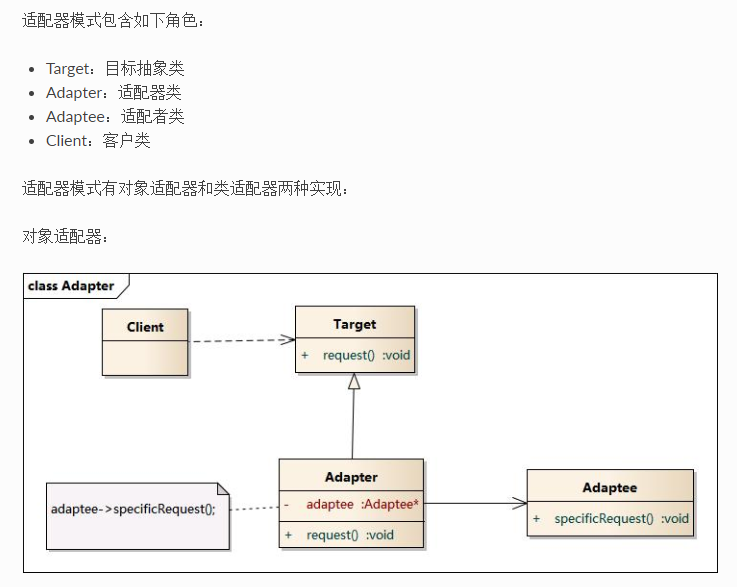 适配器模式包含如下角色：
Target：目标抽象类
Adapter：适配器类
Adaptee：适配者类
Client：客户类
适配器模式有对象适配器和类适配器两种实现：
对象适配器：
class Adapter
Client
Target
+ request() :void
Adapter
- adaptee :Adaptee*
+ request() :void
adaptee->specificRequest();
Adaptee
+ specificRequest() :void